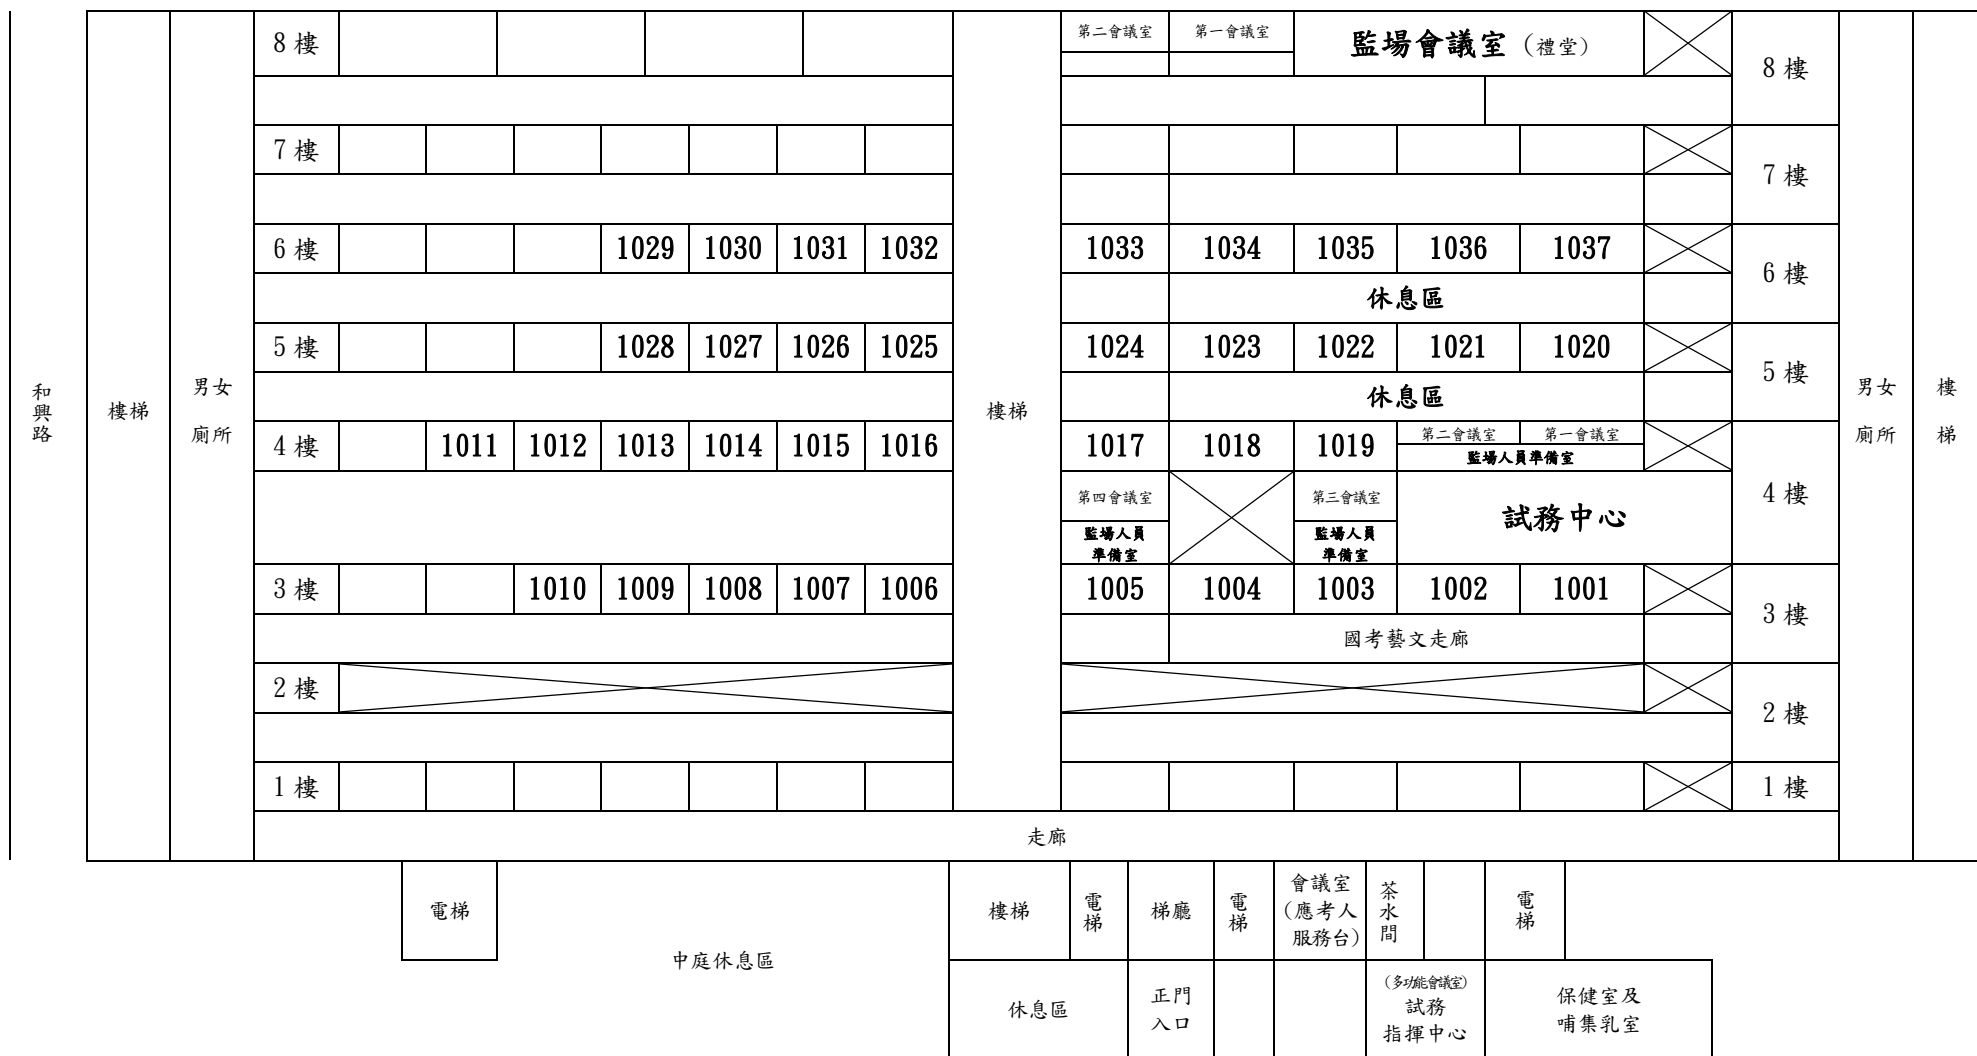 8樓
第二會議室 第一會議室 監場會議室（禮堂）
8樓
7樓
7樓
6樓 1029 1030 1031 1032 1033 1034 1035 1036 1037
6樓
休息區
5樓 1028 1027 1026 1025 1024 1023 1022 1021 1020
5樓
休息區
和興路
樓梯
男女
廁所
樓梯
男女
廁所
樓梯
4樓 1011 1012 1013 1014 1015 1016 1017 1018 1019
第二會議室 第一會議室
監場人員準備室
4樓
第四會議室
監場人員
準備室
第三會議室
監場人員
準備室
試務中心
3樓 1010 1009 1008 1007 1006 1005 1004 1003 1002 1001
3樓
國考藝文走廊
2樓
2樓
1樓
1樓
走廊
電梯
中庭休息區
樓梯
電梯
梯廳
電梯
會議室
(應考人
服務台)
茶水間
電梯
休息區
正門
入口
(多功能會議室)
試務
指揮中心
保健室及
哺集乳室